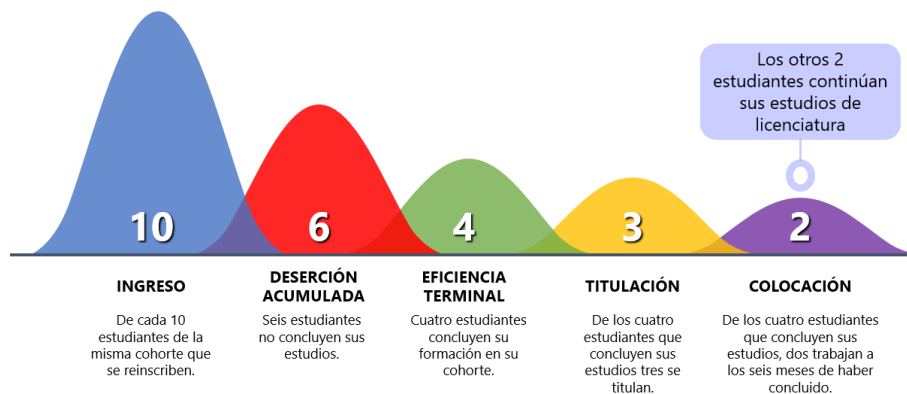 Los otros 2
estudiantes continúan
sus estudios de
licenciatura
10
6
4
3
2
INGRESO
De cada 10
estudiantes de la
misma cohorte que
se reinscriben.
DESERCIÓN
ACUMULADA
Seis estudiantes
no concluyen sus
estudios.
EFICIENCIA
TERMINAL
Cuatro estudiantes
concluyen su
formación en su
cohorte.
TITULACIÓN
De los cuatro
estudiantes que
concluyen sus
estudios tres se
titulan.
COLOCACIÓN
De los cuatro estudiantes
que concluyen sus
estudios, dos trabajan a
los seis meses de haber
concluido.